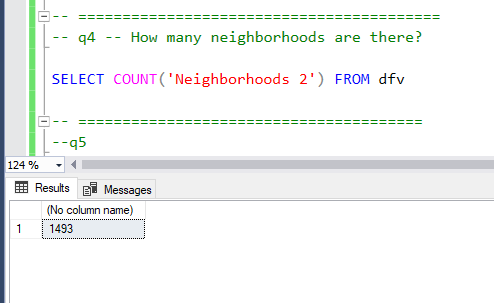 -- ========================================
-- q4 -- How many neighborhoods are there?
SELECT COUNT('Neighborhoods 2') FROM dfv
-- ======================================
--q5
124 %
Results Messages
(No column name)
1 1493